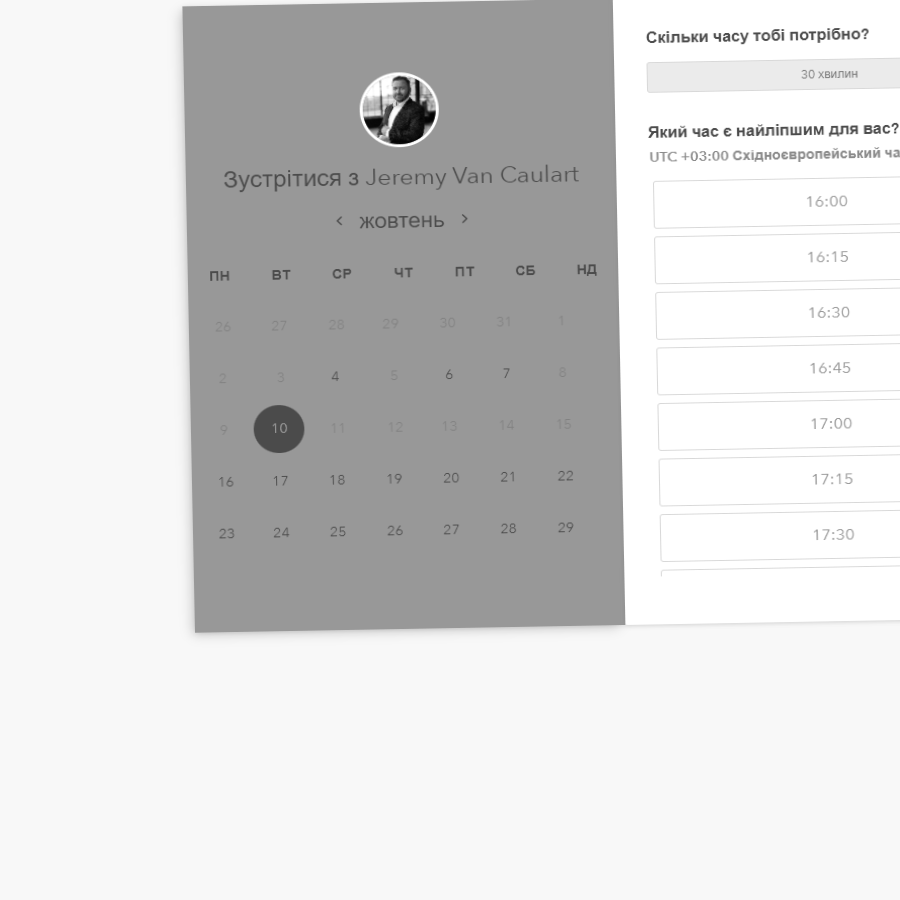 Зустрітися з Jeremy Van Caulart
‹ жовтень ›
ПН ВТ СР ЧТ ПТ СБ НД
26 27 28 29 30 31 1
2 3 4 5 6 7 8
9 10 11 12 13 14 15
16 17 18 19 20 21 22
23 24 25 26 27 28 29
Скільки часу тобі потрібно?
30 хвилин
Який час є найліпшим для вас?
UTC +03:00 Східноєвропейський ча
16:00
16:15
16:30
16:45
17:00
17:15
17:30